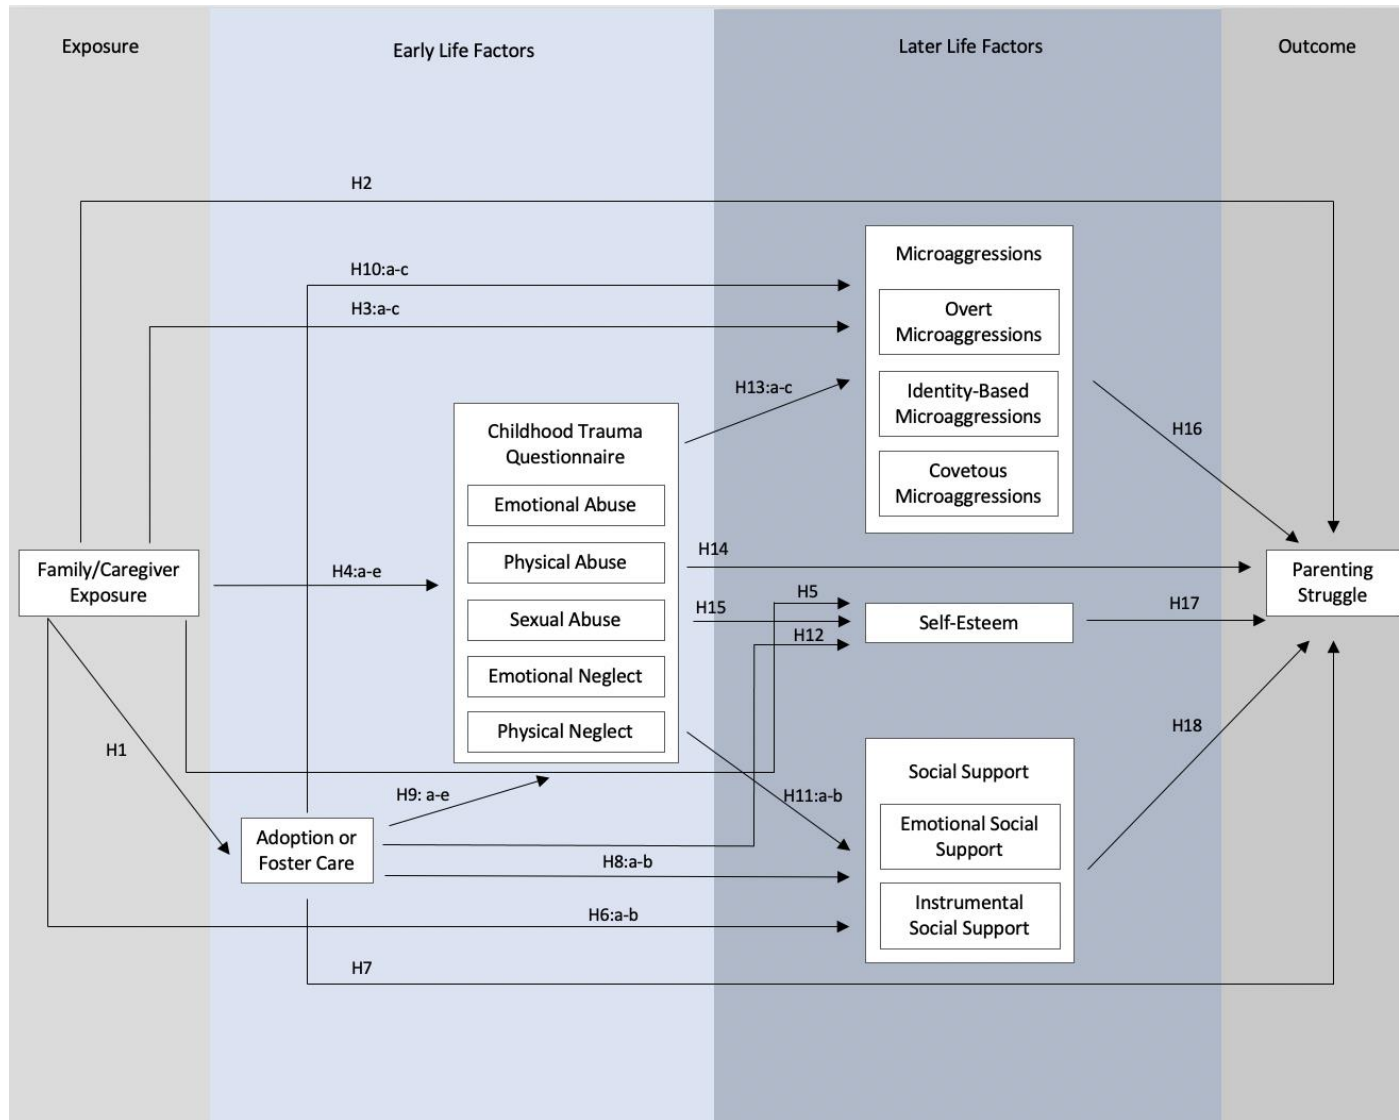 Exposure
Early Life Factors
Later Life Factors
Outcome
H2
H10:a-c
H3:a-c
Microaggressions
Overt
Microaggressions
Identity-Based
Microaggressions
Covetous
Microaggressions
H13:a-c
H16
Childhood Trauma
Questionnaire
Emotional Abuse
Physical Abuse
Sexual Abuse
Emotional Neglect
Physical Neglect
Family/Caregiver
Exposure
H4:a-e
H14
H5
H15
H12
Self-Esteem
H17
Parenting
Struggle
H1
H9: a-e
H11:a-b
H18
Adoption or
Foster Care
H8:a-b
H6:a-b
H7
Social Support
Emotional Social
Support
Instrumental
Social Support